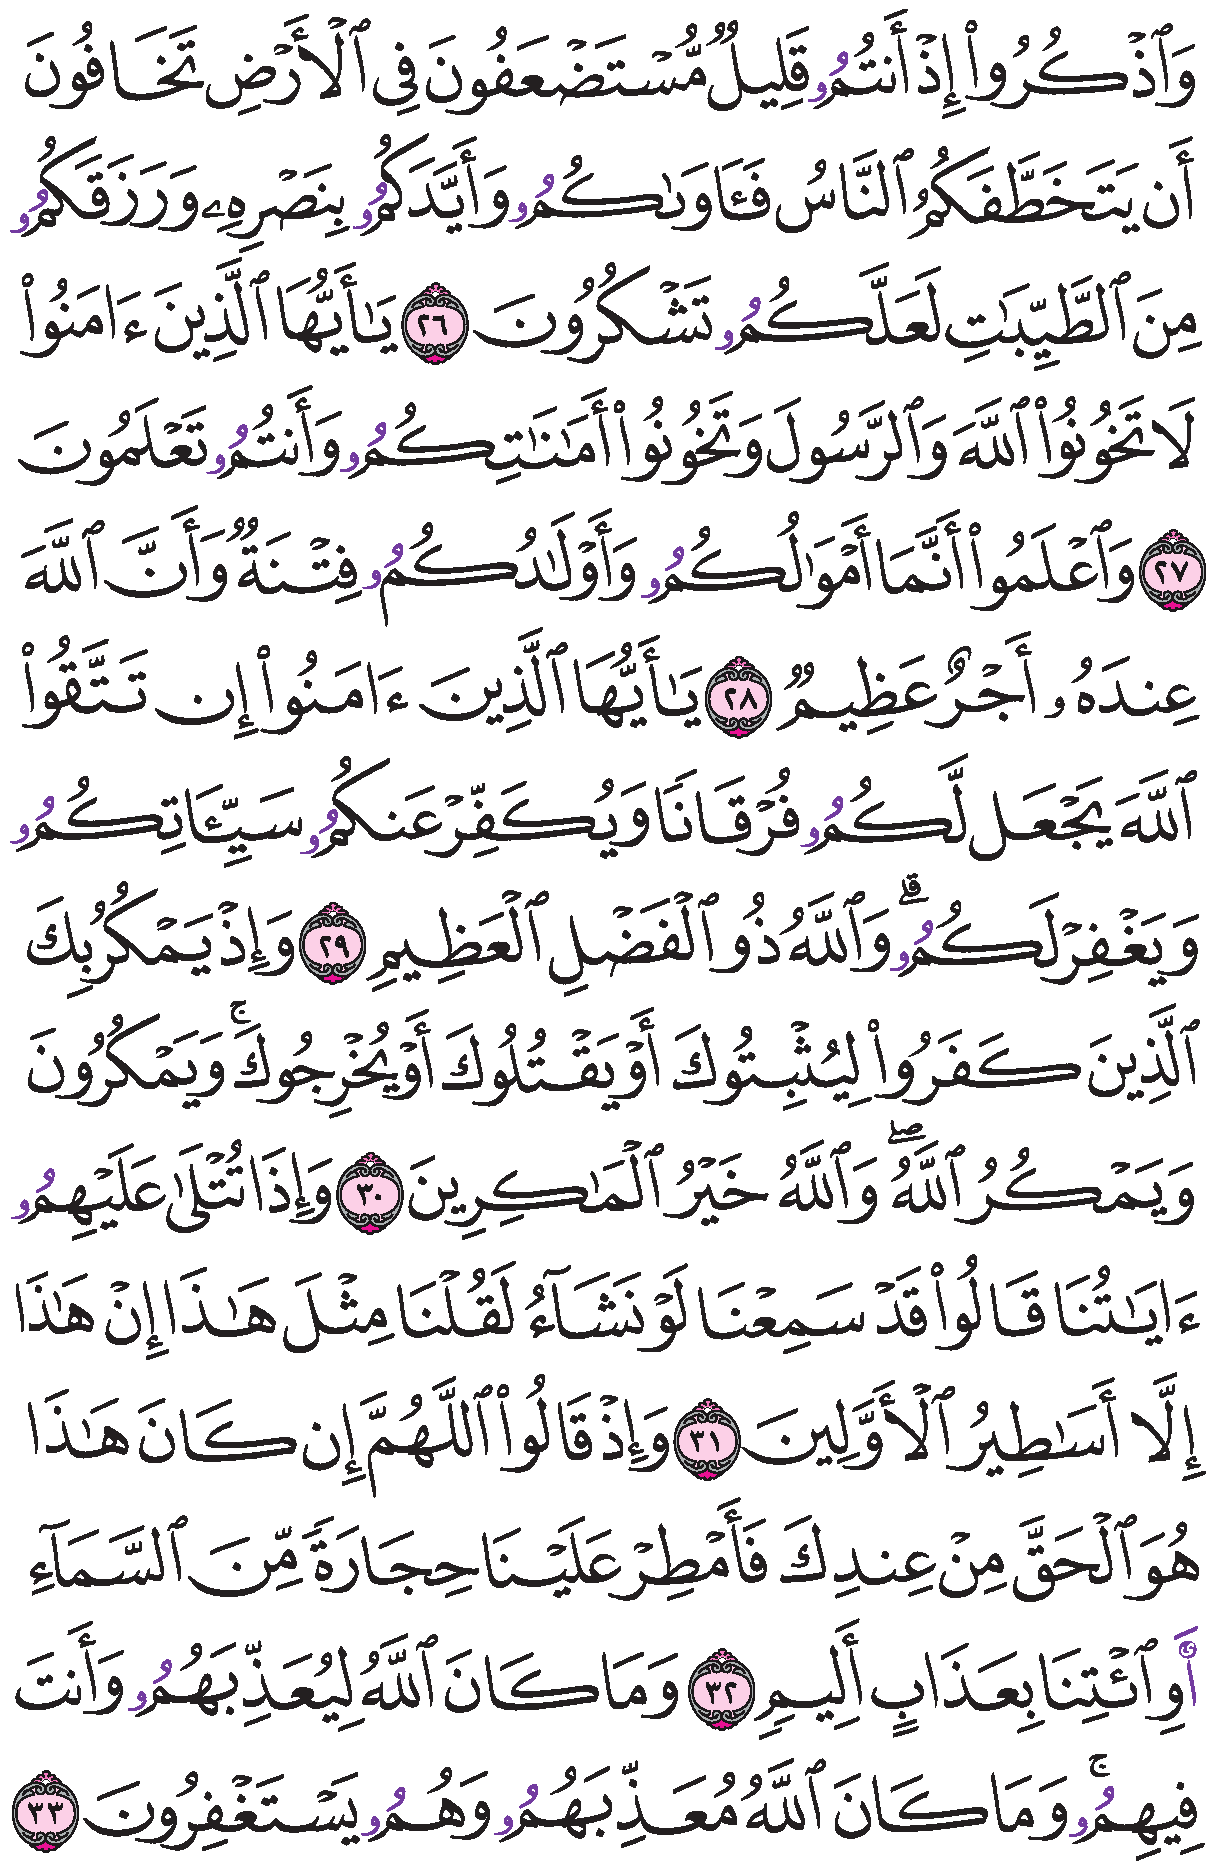 وَٱذۡكُرُوٓاْ إِذۡ أَنتُمُۥ قَلِيلٞ مُّسۡتَضۡعَفُونَ فِي ٱلۡأَرۡضِ تَخَافُونَ
أَن يَتَخَطَّفَكُمُ ٱلنَّاسُ فَـَٔاوَىٰكُمُۥ وَأَيَّدَكُمُۥ بِنَصۡرِهِۦ وَرَزَقَكُمُۥ
مِنَ ٱلطَّيِّبَٰتِ لَعَلَّكُمُۥ تَشۡكُرُونَ ٢٦ يَٰأَيُّهَا ٱلَّذِينَ ءَامَنُواْ
لَا تَخُونُواْ ٱللَّهَ وَٱلرَّسُولَ وَتَخُونُوٓاْ أَمَٰنَٰتِكُمُۥ وَأَنتُمُۥ تَعۡلَمُونَ
٢٧ وَٱعۡلَمُوٓاْ أَنَّمَا أَمۡوَٰلُكُمُۥ وَأَوۡلَٰدُكُمُۥ فِتۡنَةٞ وَأَنَّ ٱللَّهَ
عِندَهُۥ أَجۡرٌ عَظِيمٞ ٢٨ يَٰأَيُّهَا ٱلَّذِينَ ءَامَنُواْ إِن تَتَّقُواْ
ٱللَّهَ يَجۡعَل لَّكُمُۥ فُرۡقَانٗا وَيُكَفِّرۡ عَنكُمُۥ سَيِّـَٔاتِكُمُۥ
وَيَغۡفِرۡ لَكُمُۥۗ وَٱللَّهُ ذُو ٱلۡفَضۡلِ ٱلۡعَظِيمِ ٢٩ وَإِذۡ يَمۡكُرُ بِكَ
ٱلَّذِينَ كَفَرُواْ لِيُثۡبِتُوكَ أَوۡ يَقۡتُلُوكَ أَوۡ يُخۡرِجُوكَۚ وَيَمۡكُرُونَ
وَيَمۡكُرُ ٱللَّهُۖ وَٱللَّهُ خَيۡرُ ٱلۡمَٰكِرِينَ ٣٠ وَإِذَا تُتۡلَىٰ عَلَيۡهِمُۥ
ءَايَٰتُنَا قَالُواْ قَدۡ سَمِعۡنَا لَوۡ نَشَآءُ لَقُلۡنَا مِثۡلَ هَٰذَا إِنۡ هَٰذَا
إِلَّا أَسَٰطِيرُ ٱلۡأَوَّلِينَ ٣١ وَإِذۡ قَالُواْ ٱللَّهُمَّ إِن كَانَ هَٰذَا
هُوَ ٱلۡحَقَّ مِنۡ عِندِكَ فَأَمۡطِرۡ عَلَيۡنَا حِجَارَةٗ مِّنَ ٱلسَّمَآءِ
أَوِ ٱئۡتِنَا بِعَذَابٍ أَلِيمٖ ٣٢ وَمَا كَانَ ٱللَّهُ لِيُعَذِّبَهُمُۥ وَأَنتَ
فِيهِمُۥۚ وَمَا كَانَ ٱللَّهُ مُعَذِّبَهُمُۥ وَهُمُۥ يَسۡتَغۡفِرُونَ ٣٣